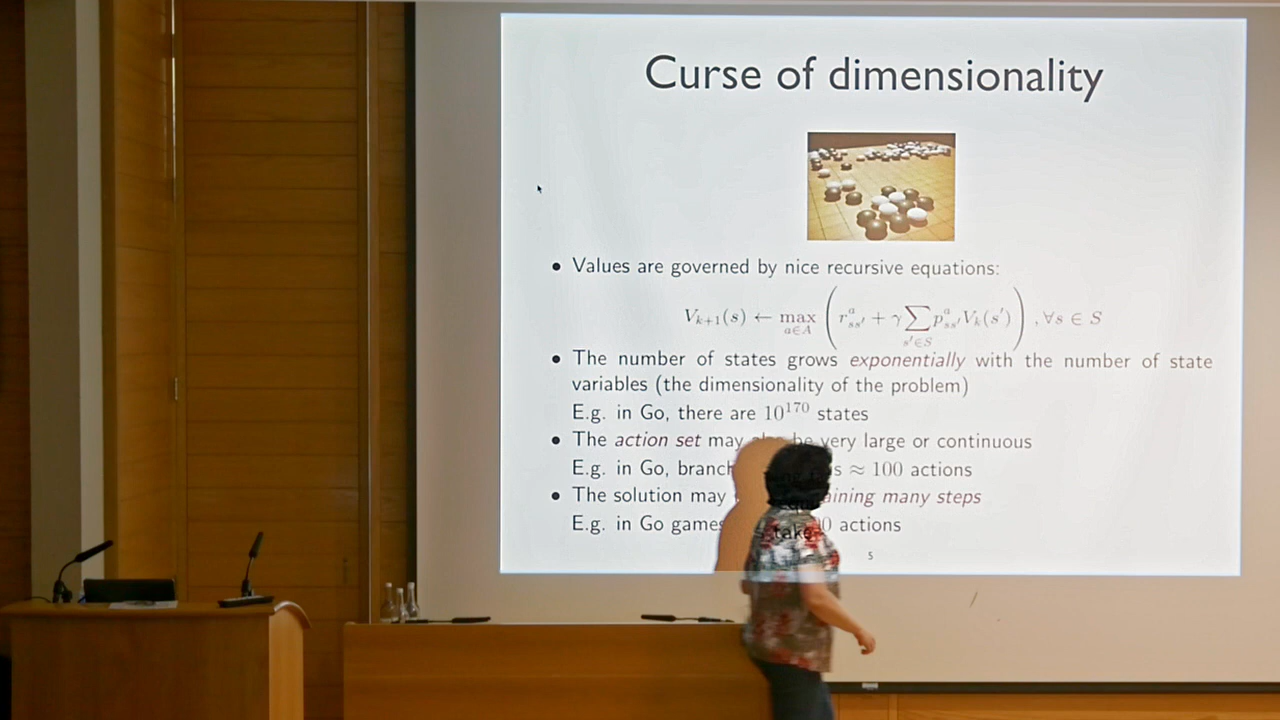 Curse of dimensionality
• Values are governed by nice recursive equations:
V_{k+1}(s) ← max_{a∈A} ( r^a_{ss'} + γ ∑_{s'∈S} p^a_{ss'} V_k(s') ) , ∀s ∈ S
• The number of states grows exponentially with the number of state
variables (the dimensionality of the problem)
E.g. in Go, there are 10^{170} states
• The action set may also be very large or continuous
E.g. in Go, ≈ 100 actions
• The solution may many steps
E.g. in Go games take actions
5